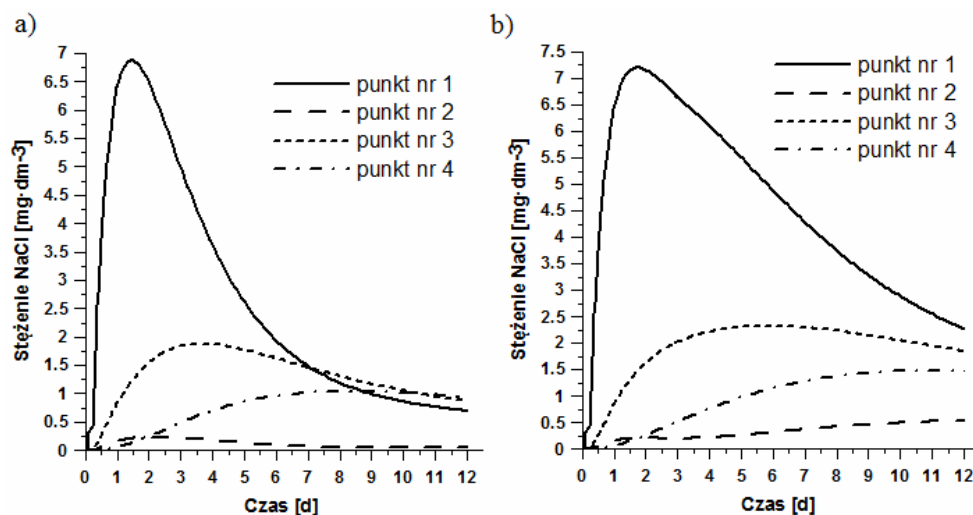 a)
Stężenie NaCl [mg·dm-3]
7
6.5
6
5.5
5
4.5
4
3.5
3
2.5
2
1.5
1
0.5
0
punkt nr 1
punkt nr 2
punkt nr 3
punkt nr 4
0 1 2 3 4 5 6 7 8 9 10 11 12
Czas [d]
b)
Stężenie NaCl [mg·dm-3]
7.5
7
6.5
6
5.5
5
4.5
4
3.5
3
2.5
2
1.5
1
0.5
0
punkt nr 1
punkt nr 2
punkt nr 3
punkt nr 4
0 1 2 3 4 5 6 7 8 9 10 11 12
Czas [d]